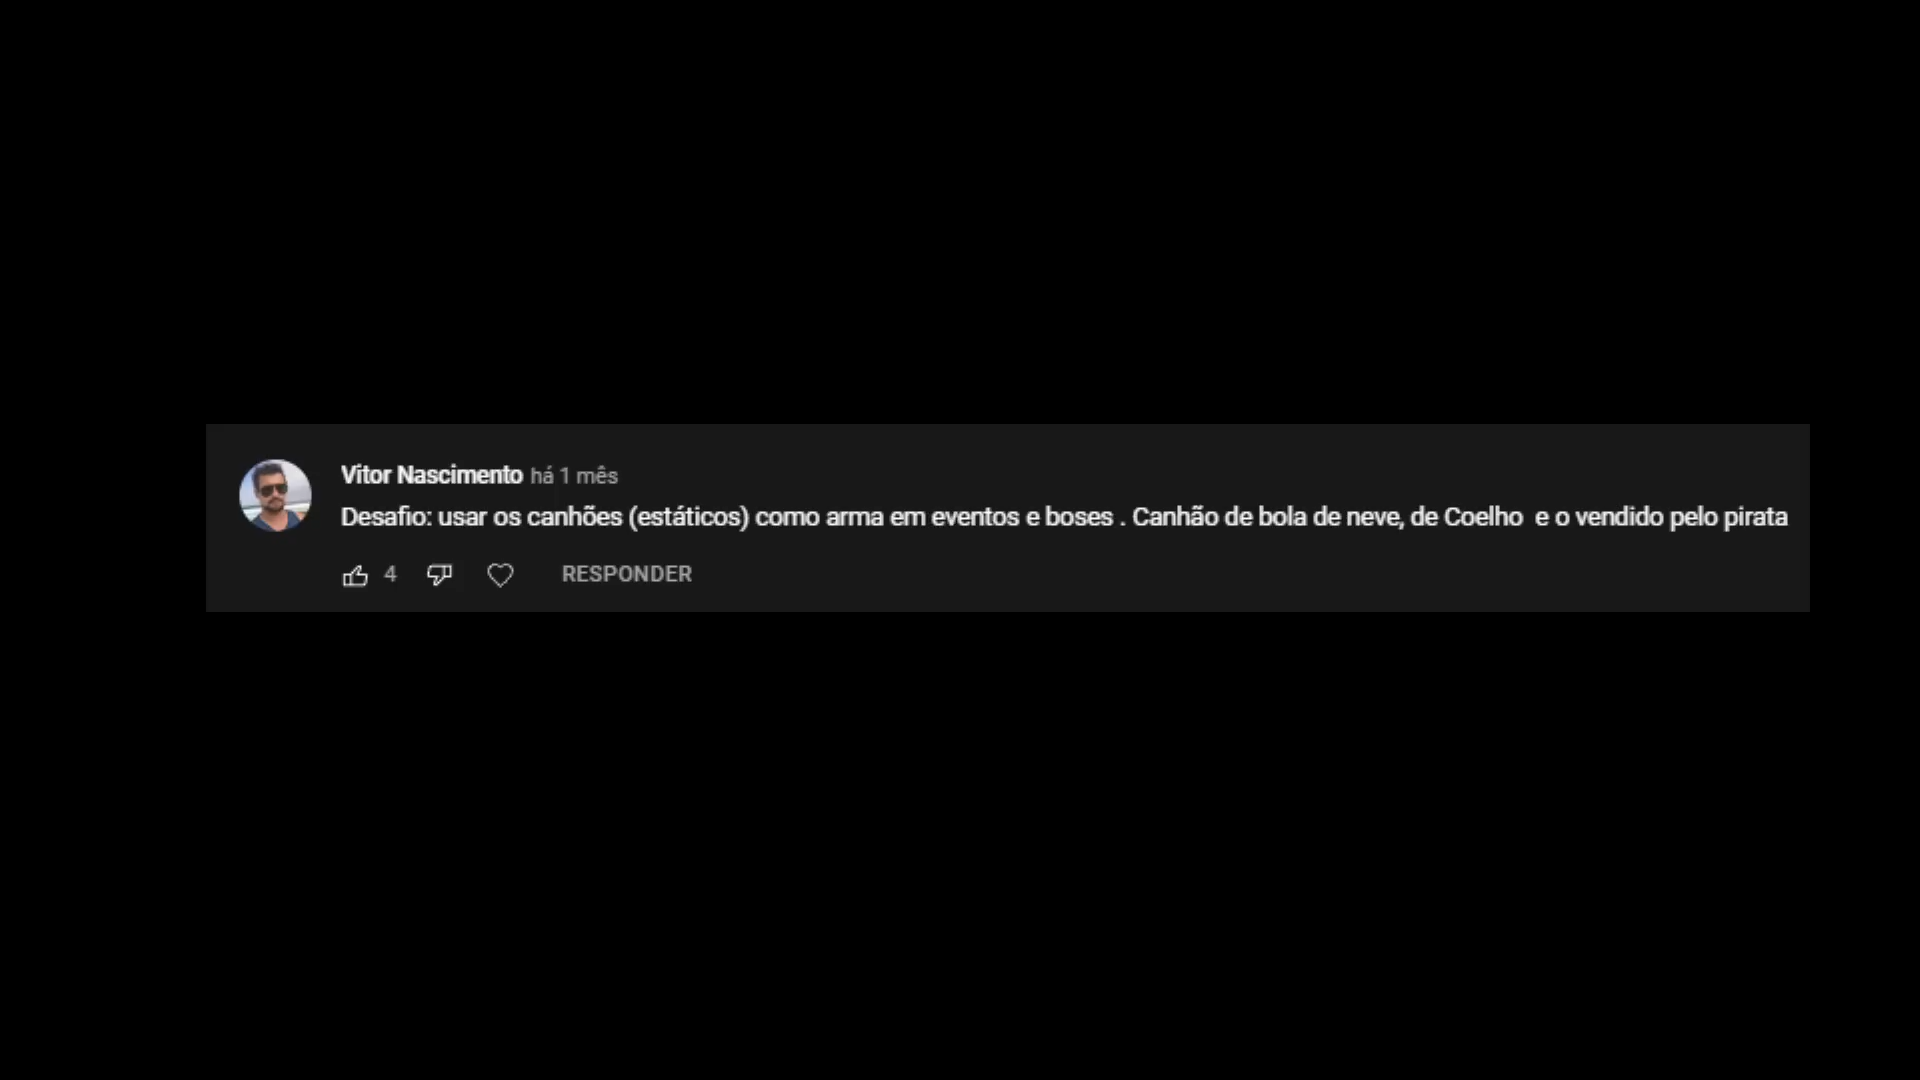 Vitor Nascimento há 1 mês
Desafio: usar os canhões (estáticos) como arma em eventos e boses . Canhão de bola de neve, de Coelho  e o vendido pelo pirata
4 RESPONDER